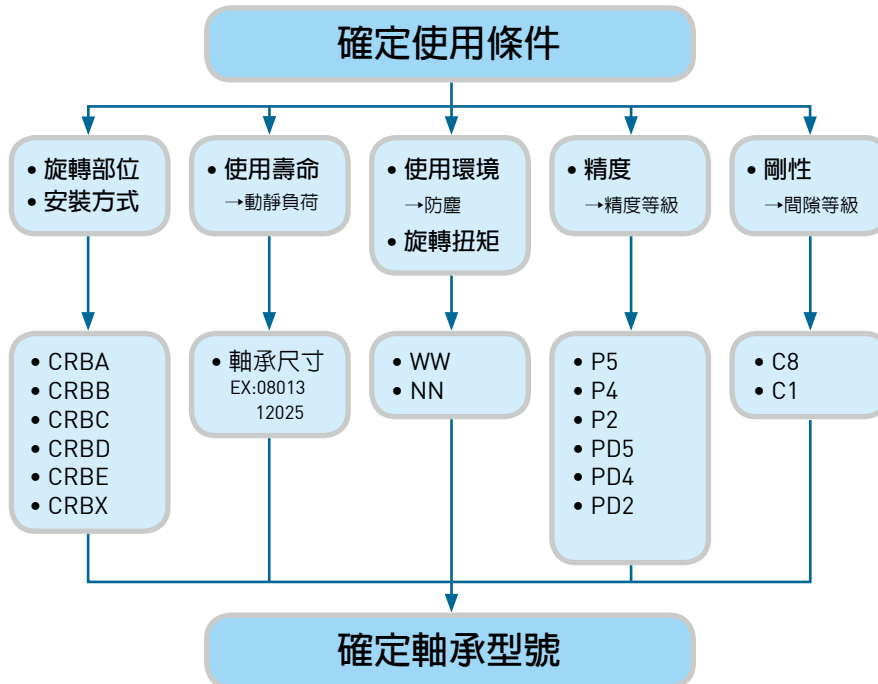 確定使用條件
• 旋轉部位
• 安裝方式
• 使用壽命
→動靜負荷
• 使用環境
→防塵
• 旋轉扭矩
• 精度
→精度等級
• 剛性
→間隙等級
• CRBA
• CRBB
• CRBC
• CRBD
• CRBE
• CRBX
• 軸承尺寸
EX:08013
12025
• WW
• NN
• P5
• P4
• P2
• PD5
• PD4
• PD2
• C8
• C1
確定軸承型號